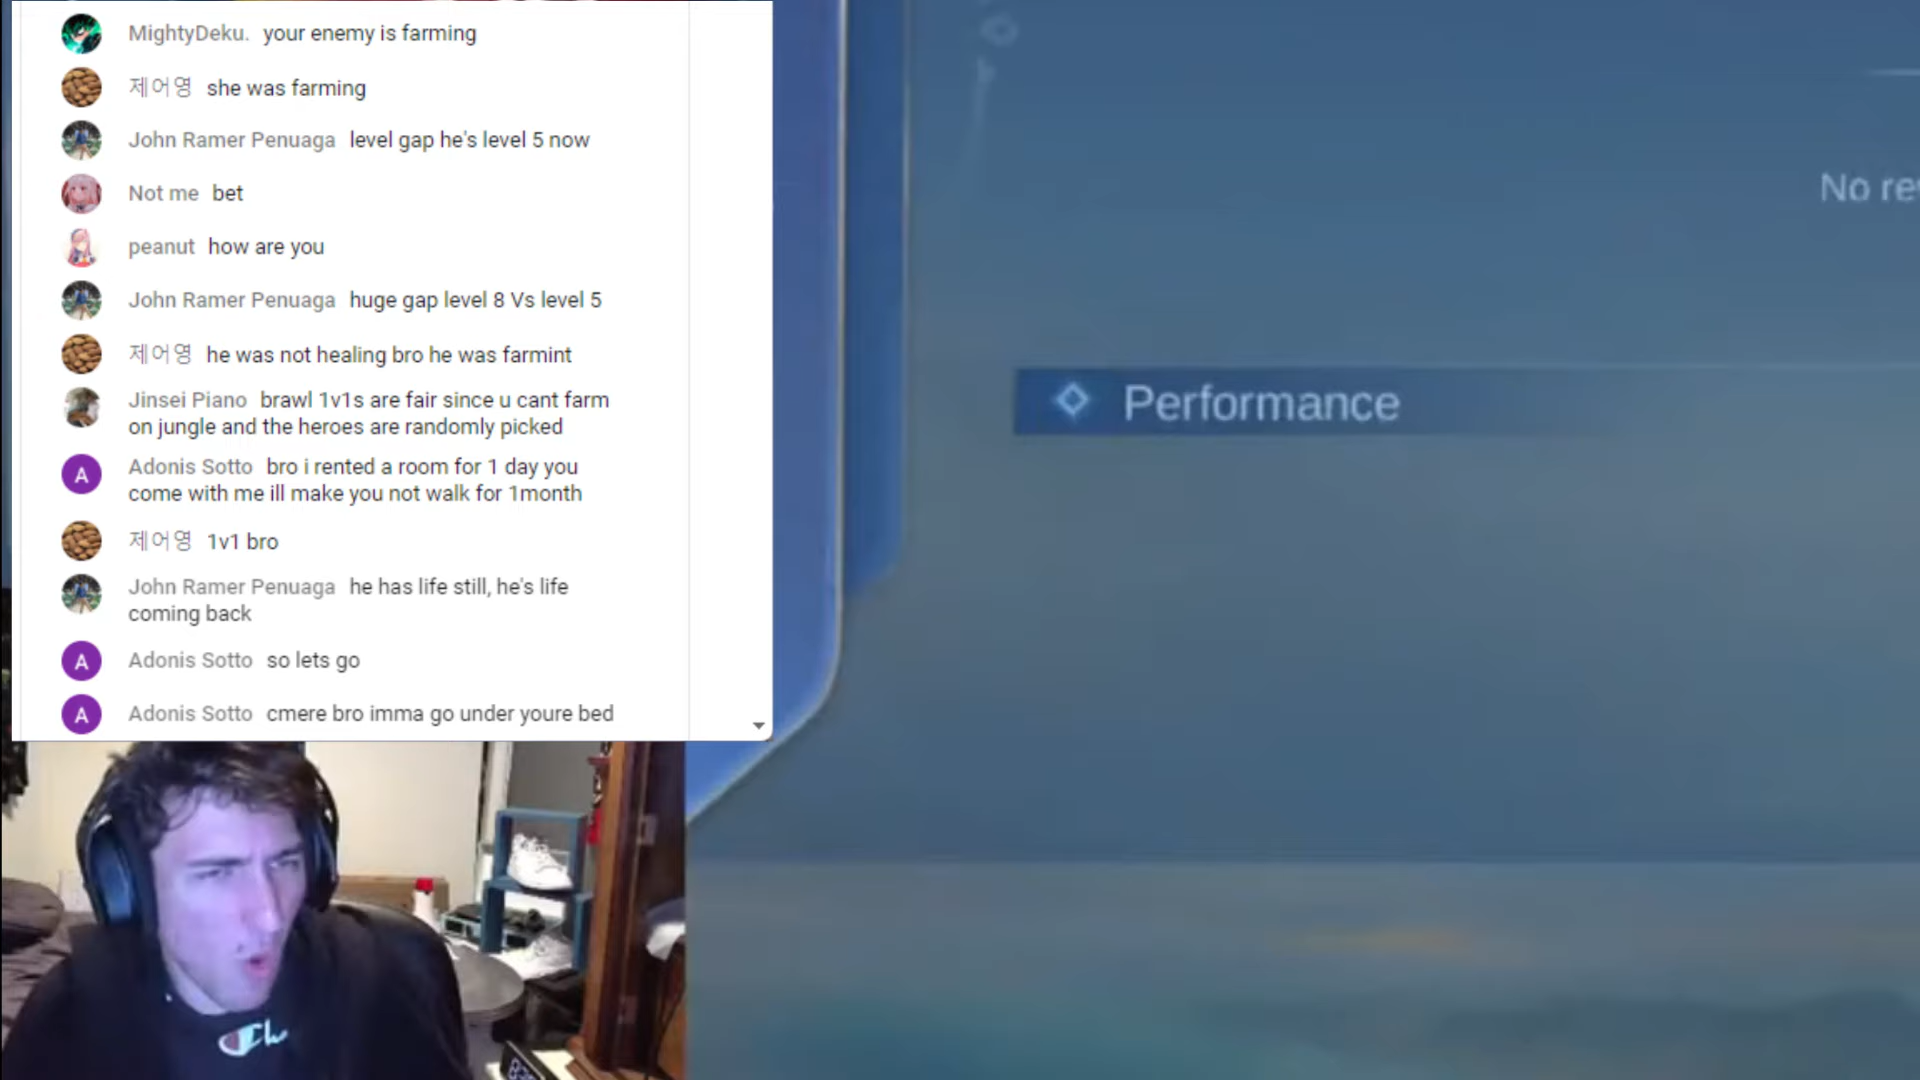 MightyDeku. your enemy is farming
제어영 she was farming
John Ramer Penuaga level gap he's level 5 now
Not me bet
peanut how are you
John Ramer Penuaga huge gap level 8 Vs level 5
제어영 he was not healing bro he was farmint
Jinsei Piano brawl 1v1s are fair since u cant farm
on jungle and the heroes are randomly picked
A
Adonis Sotto bro i rented a room for 1 day you
come with me ill make you not walk for 1month
제어영 1v1 bro
John Ramer Penuaga he has life still, he's life
coming back
A
Adonis Sotto so lets go
A
Adonis Sotto cmere bro imma go under youre bed
No
Performance